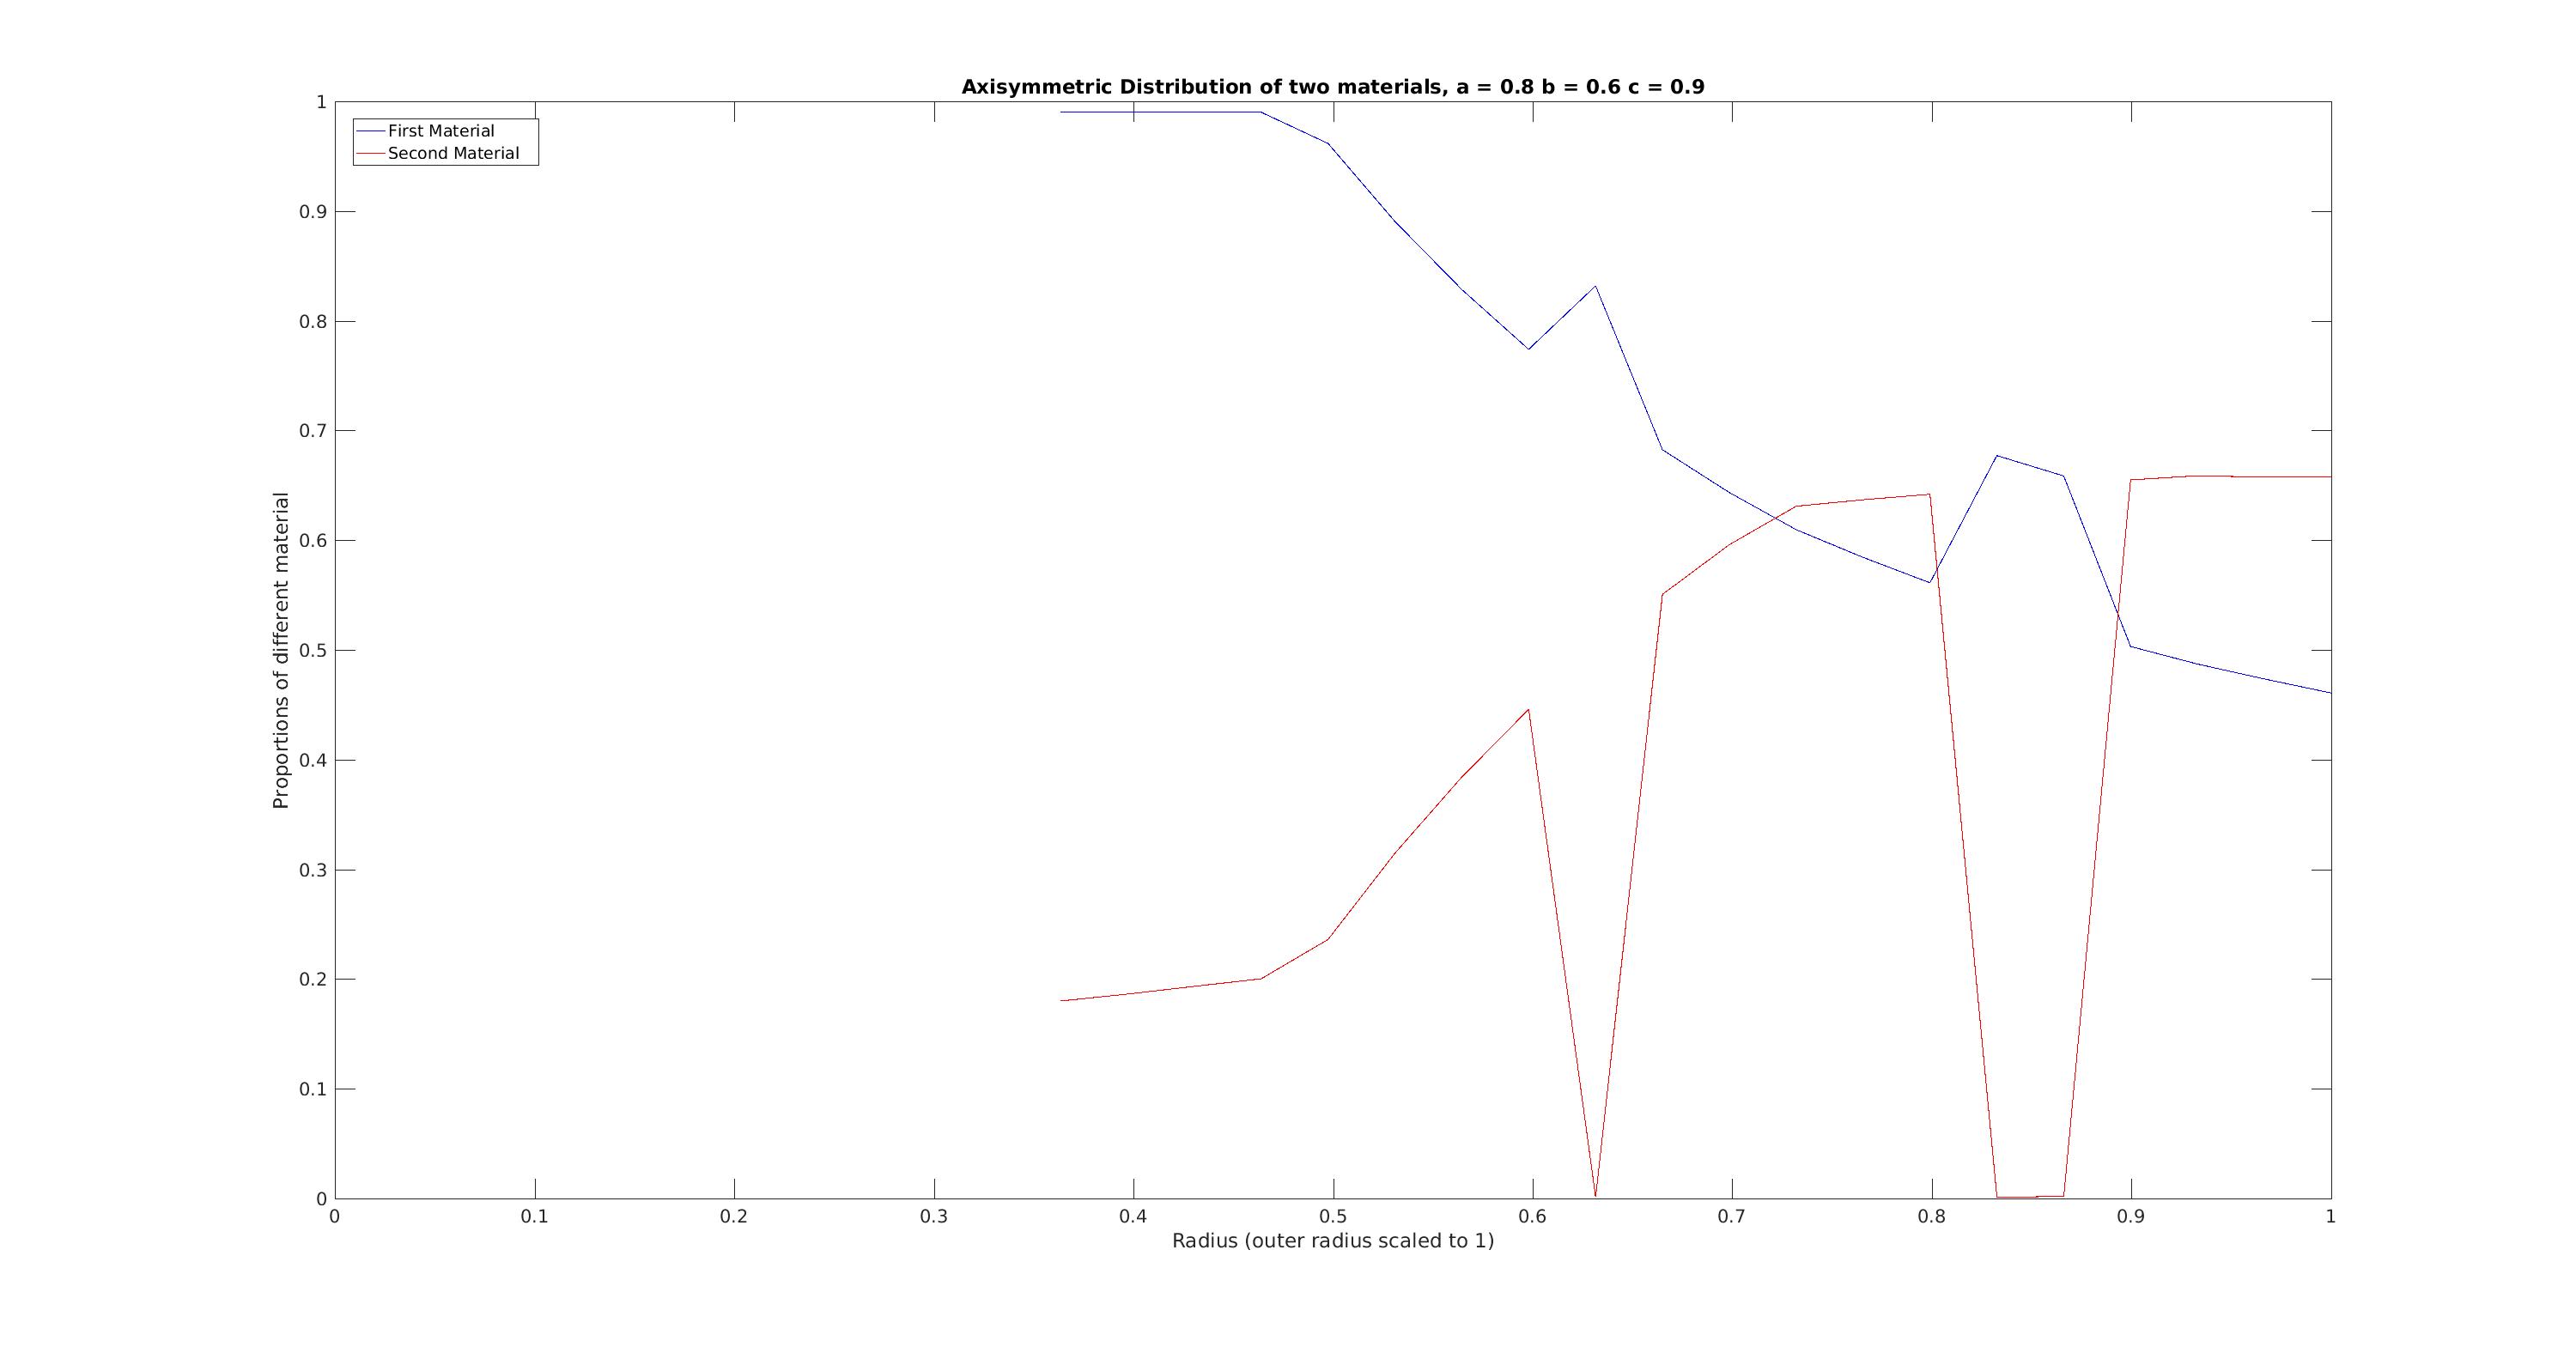 Axisymmetric Distribution of two materials, a = 0.8 b = 0.6 c = 0.9
First Material
Second Material
Proportions of different material
1
0.9
0.8
0.7
0.6
0.5
0.4
0.3
0.2
0.1
0
0 0.1 0.2 0.3 0.4 0.5 0.6 0.7 0.8 0.9 1
Radius (outer radius scaled to 1)